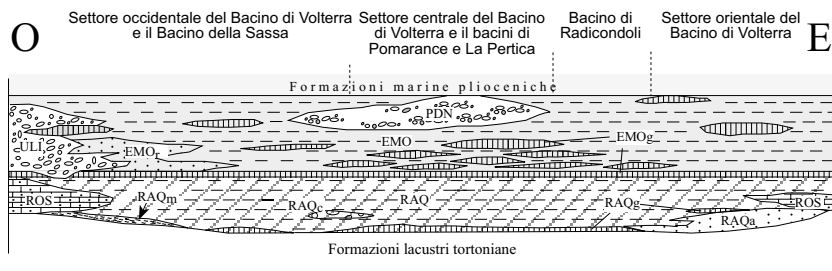 O
Settore occidentale del Bacino di Volterra
e il Bacino della Sassa
Settore centrale del Bacino
di Volterra e il bacini di
Pomarance e La Pertica
Bacino di
Radicondoli
Settore orientale del
Bacino di Volterra
E
Formazioni marine plioceniche
PDN
ULI
EMOr
EMO
EMOg
ROS
RAQm
RAQc
RAQ
RAQg
ROS
RAQa
Formazioni lacustri tortoniane